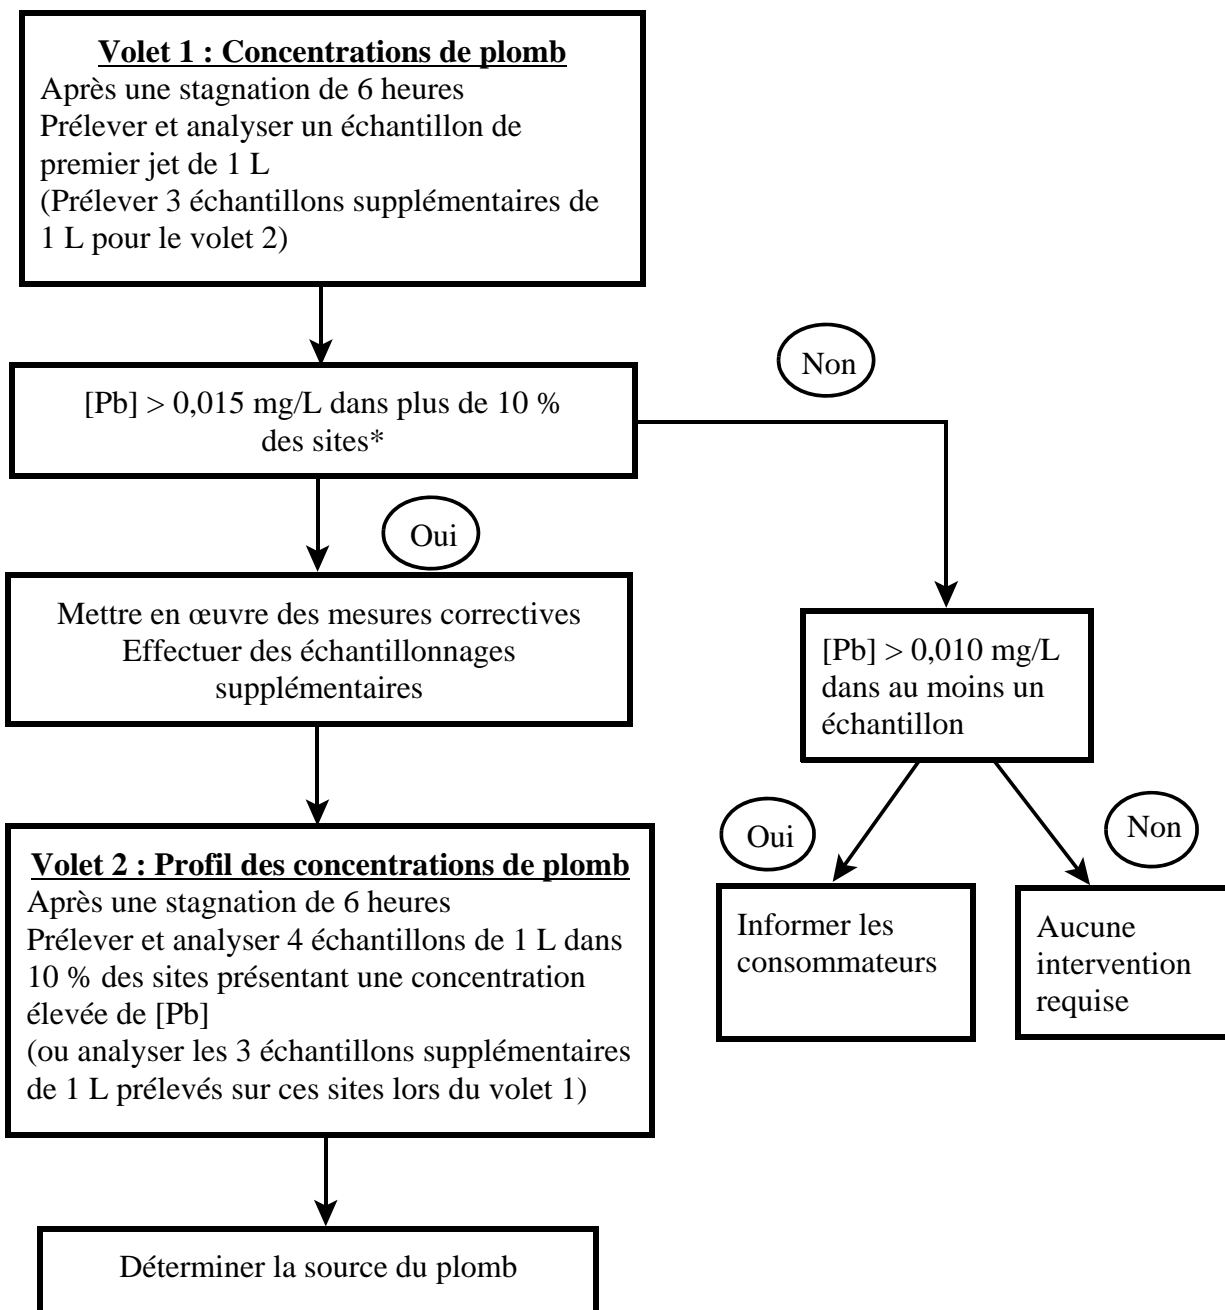 Volet 1 : Concentrations de plomb
Après une stagnation de 6 heures
Prélever et analyser un échantillon de
premier jet de 1 L
(Prélever 3 échantillons supplémentaires de
1 L pour le volet 2)
Non
[Pb] > 0,015 mg/L dans plus de 10 %
des sites*
Oui
Mettre en œuvre des mesures correctives
Effectuer des échantillonnages
supplémentaires
[Pb] > 0,010 mg/L
dans au moins un
échantillon
Oui
Non
Volet 2 : Profil des concentrations de plomb
Après une stagnation de 6 heures
Prélever et analyser 4 échantillons de 1 L dans
10 % des sites présentant une concentration
élevée de [Pb]
(ou analyser les 3 échantillons supplémentaires
de 1 L prélevés sur ces sites lors du volet 1)
Informer les
consommateurs
Aucune
intervention
requise
Déterminer la source du plomb